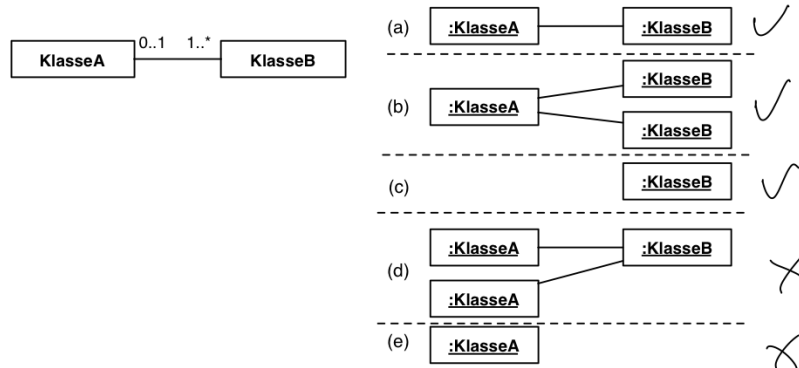 0..1 1..*
KlasseA KlasseB
(a) :KlasseA :KlasseB
(b) :KlasseA :KlasseB
:KlasseB
(c) :KlasseB
(d) :KlasseA :KlasseB
:KlasseA
(e) :KlasseA